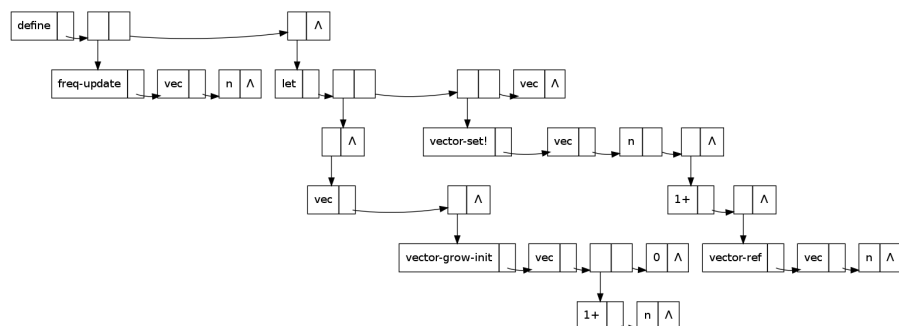 define Λ
freq-update vec n Λ let vec Λ
Λ vector-set! vec n Λ
vec Λ 1+ Λ
vector-grow-init vec 0 Λ vector-ref vec n Λ
1+ n Λ